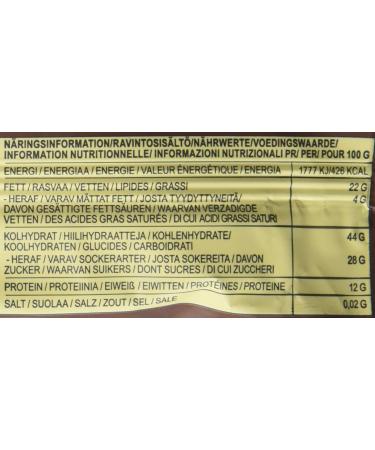 NÄRINGSINFORMATION/RAVINTOSISÄLTÖ/NÄHRWERTE/VOEDINGSWAARDE/
INFORMATION NUTRITIONNELLE/ INFORMAZIONI NUTRIZIONALI PR/ PER/ POUR 100 G
ENERGI / ENERGIAA / ENERGIE / VALEUR ÉNERGÉTIQUE / ENERGIA 1777 KJ/426 KCAL
FETT / RASVAA / VETTEN / LIPIDES / GRASSI 22 G
- HERAF / VARAV MÄTTAT FETT / JOSTA TYYDYTTYNEITÄ/ 4 G
DAVON GESÄTTIGTE FETTSÄUREN / WAARVAN VERZADIGDE
VETTEN / DES ACIDES GRAS SATURÉS / DI CUI ACIDI GRASSI SATURI
KOLHYDRAT / HIILIHYDRAATTEJA / KOHLENHYDRATE/ 44 G
KOOLHYDRATEN / GLUCIDES / CARBOIDRATI
- HERAF / VARAV SOCKERARTER / JOSTA SOKEREITA / DAVON 28 G
ZUCKER / WAARVAN SUIKERS / DONT SUCRES / DI CUI ZUCCHERI
PROTEIN / PROTEIINIA / EIWEIß / EIWITTEN / PROTÉINES / PROTEINE 12 G
SALT / SUOLAA / SALZ / ZOUT / SEL / SALE 0,02 G